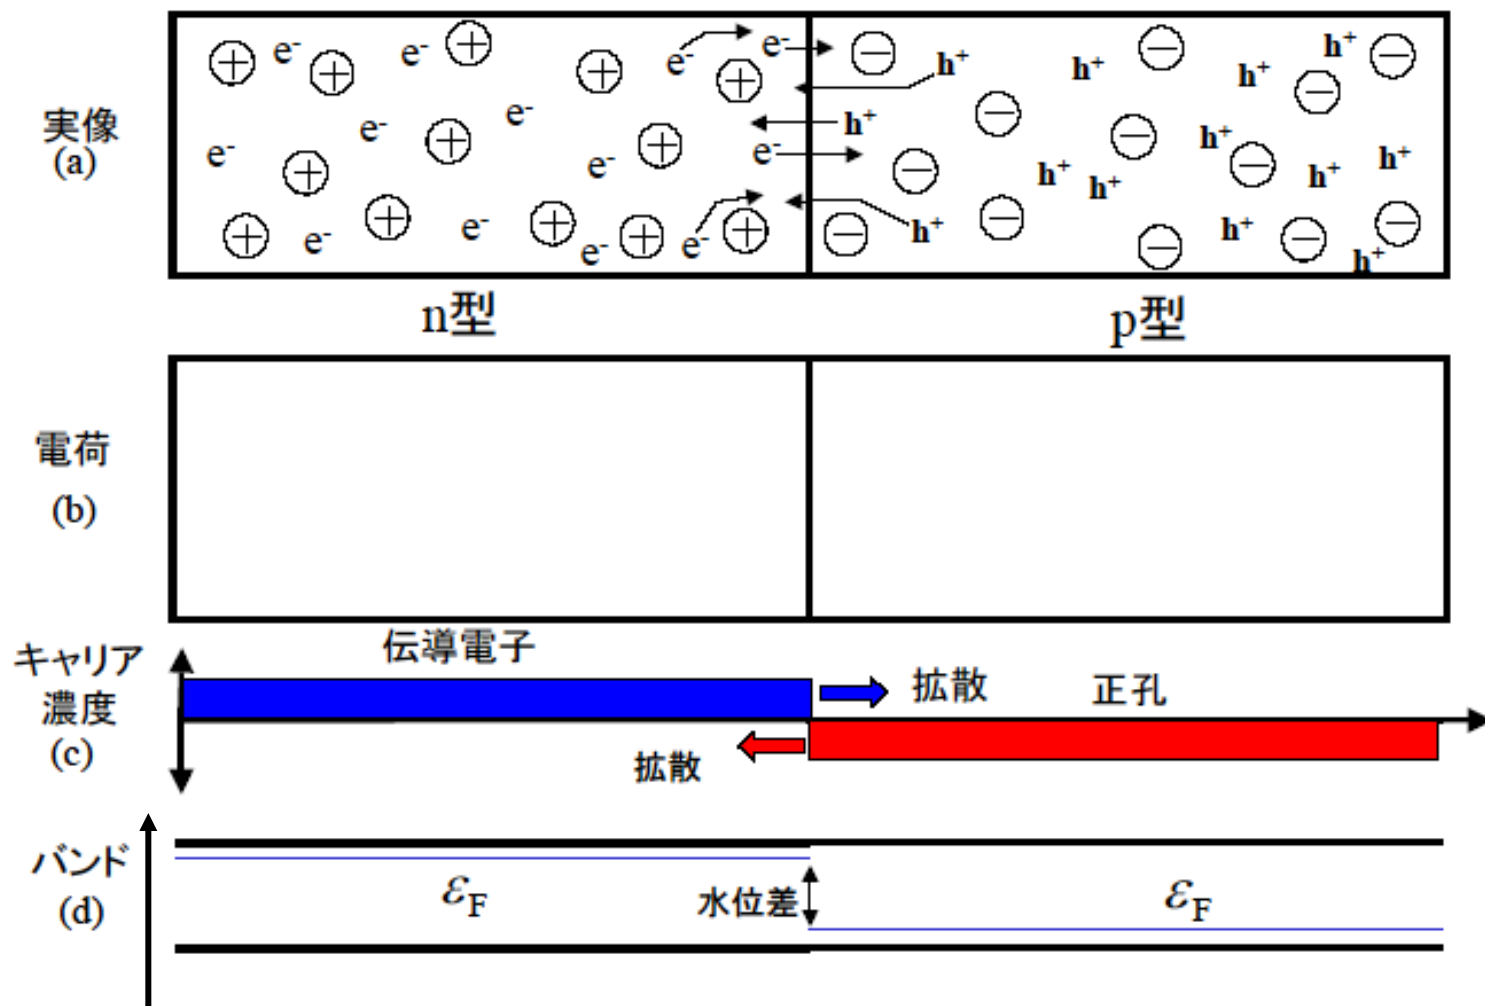 e⁻ e⁻ e⁻ e⁻ h⁺ h⁺ h⁺ h⁺
実像 e⁻ e⁻ h⁺ h⁺
(a) e⁻ e⁻ e⁻ h⁺ h⁺ h⁺ h⁺
e⁻ e⁻ e⁻ e⁻ h⁺ h⁺ h⁺
n型 p型
電荷
(b)
伝導電子
キャリア
濃度
(c)
拡散 正孔
拡散
バンド
(d)
εF 水位差 εF